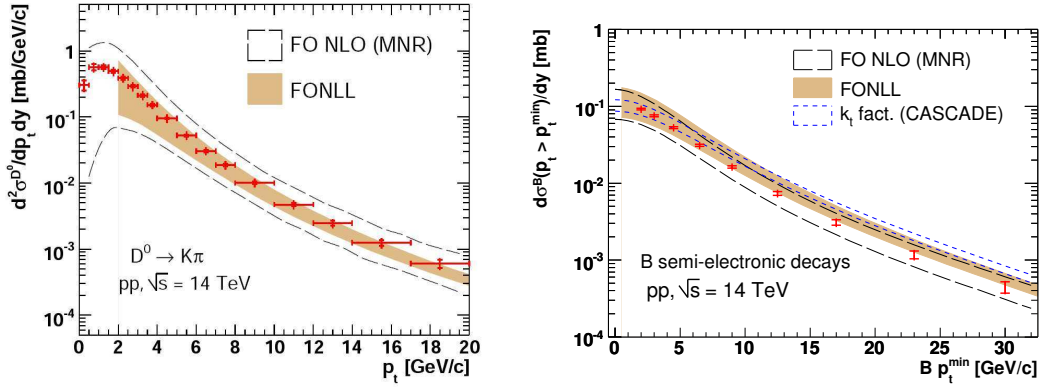 d²σ^D⁰/dp_t dy [mb/GeV/c]
1
10⁻¹
10⁻²
10⁻³
10⁻⁴
FO NLO (MNR)
FONLL
D⁰ → Kπ
pp, √s = 14 TeV
0 2 4 6 8 10 12 14 16 18 20
p_t [GeV/c]
dσ^B(p_t > p_t^min)/dy [mb]
1
10⁻¹
10⁻²
10⁻³
10⁻⁴
FO NLO (MNR)
FONLL
k_t fact. (CASCADE)
B semi-electronic decays
pp, √s = 14 TeV
0 5 10 15 20 25 30
B p_t^min [GeV/c]